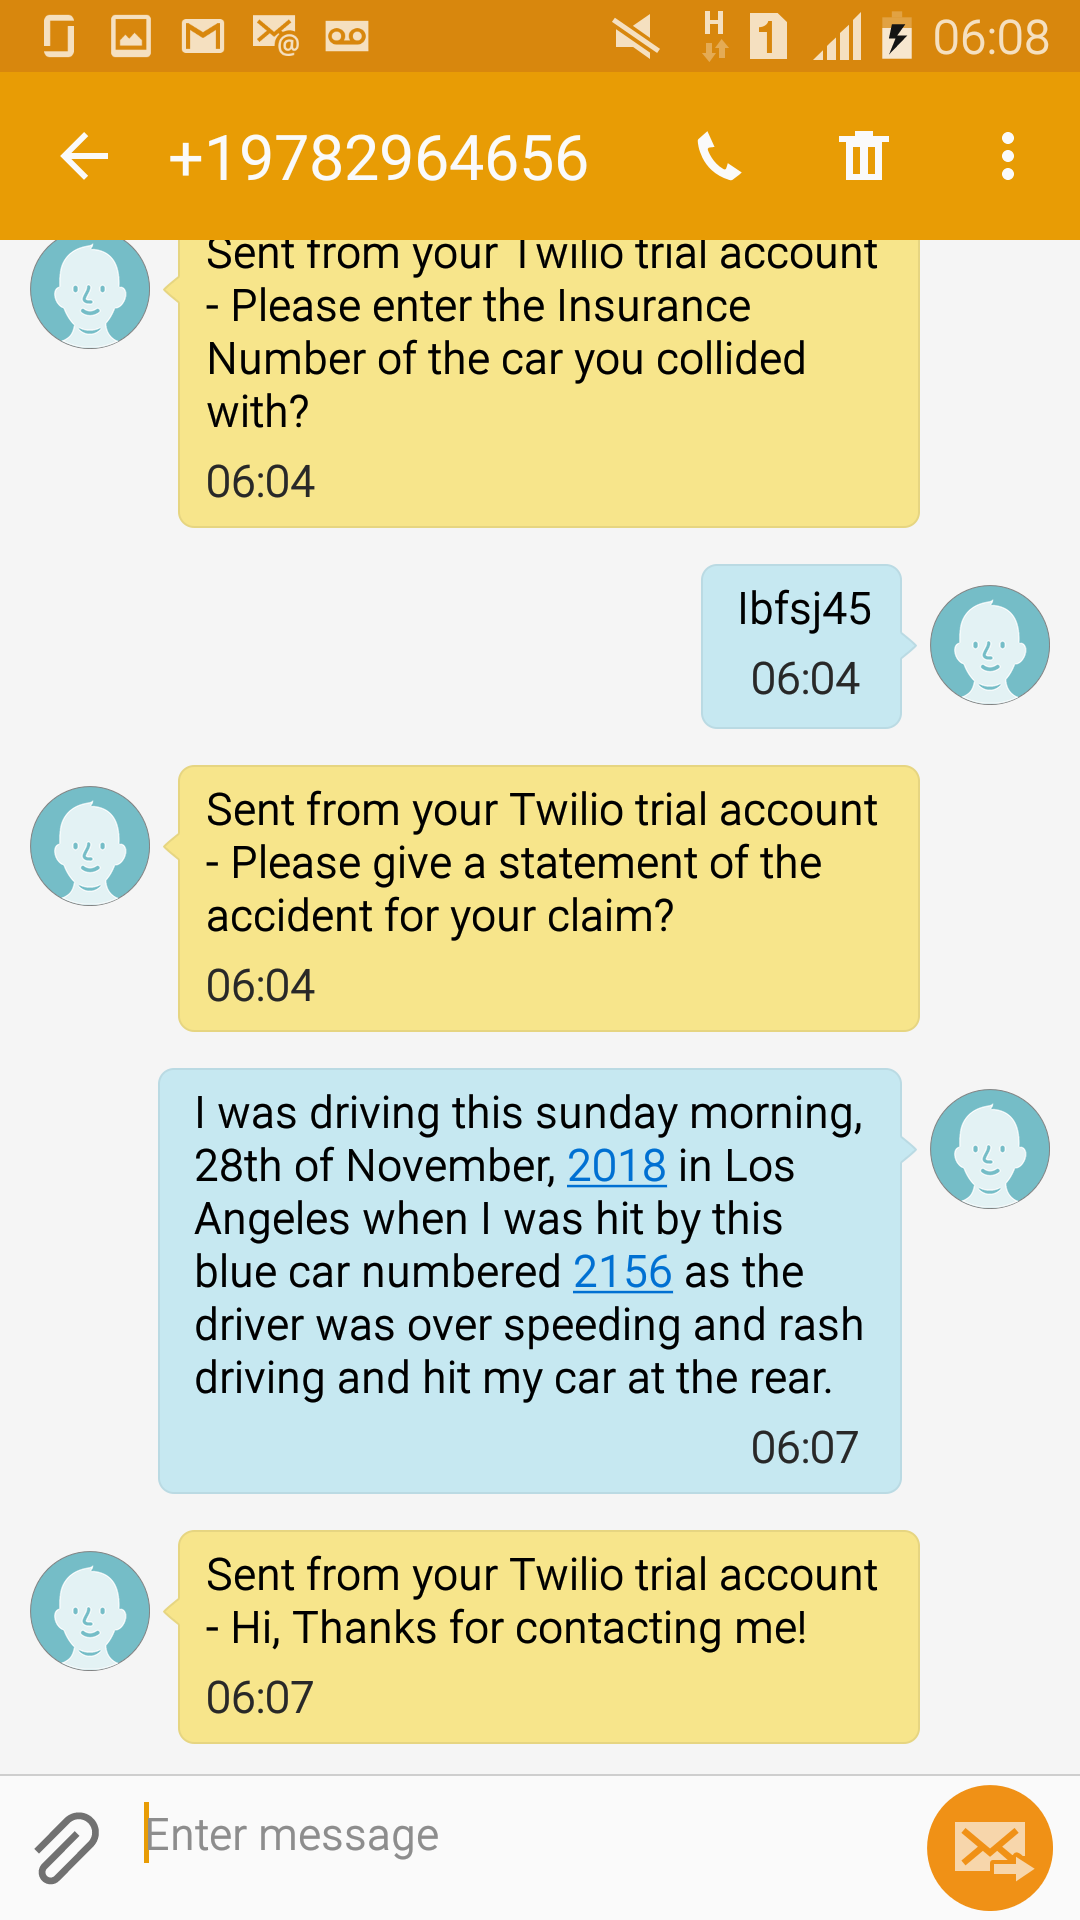 H
1
06:08
+19782964656
Sent from your Twilio trial account
- Please enter the Insurance
Number of the car you collided
with?
06:04
Ibfsj45
06:04
Sent from your Twilio trial account
- Please give a statement of the
accident for your claim?
06:04
I was driving this sunday morning,
28th of November, 2018 in Los
Angeles when I was hit by this
blue car numbered 2156 as the
driver was over speeding and rash
driving and hit my car at the rear.
06:07
Sent from your Twilio trial account
- Hi, Thanks for contacting me!
06:07
Enter message